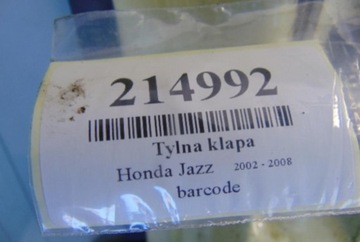 214992
Tylna klapa
Honda Jazz 2002 - 2008
barcode